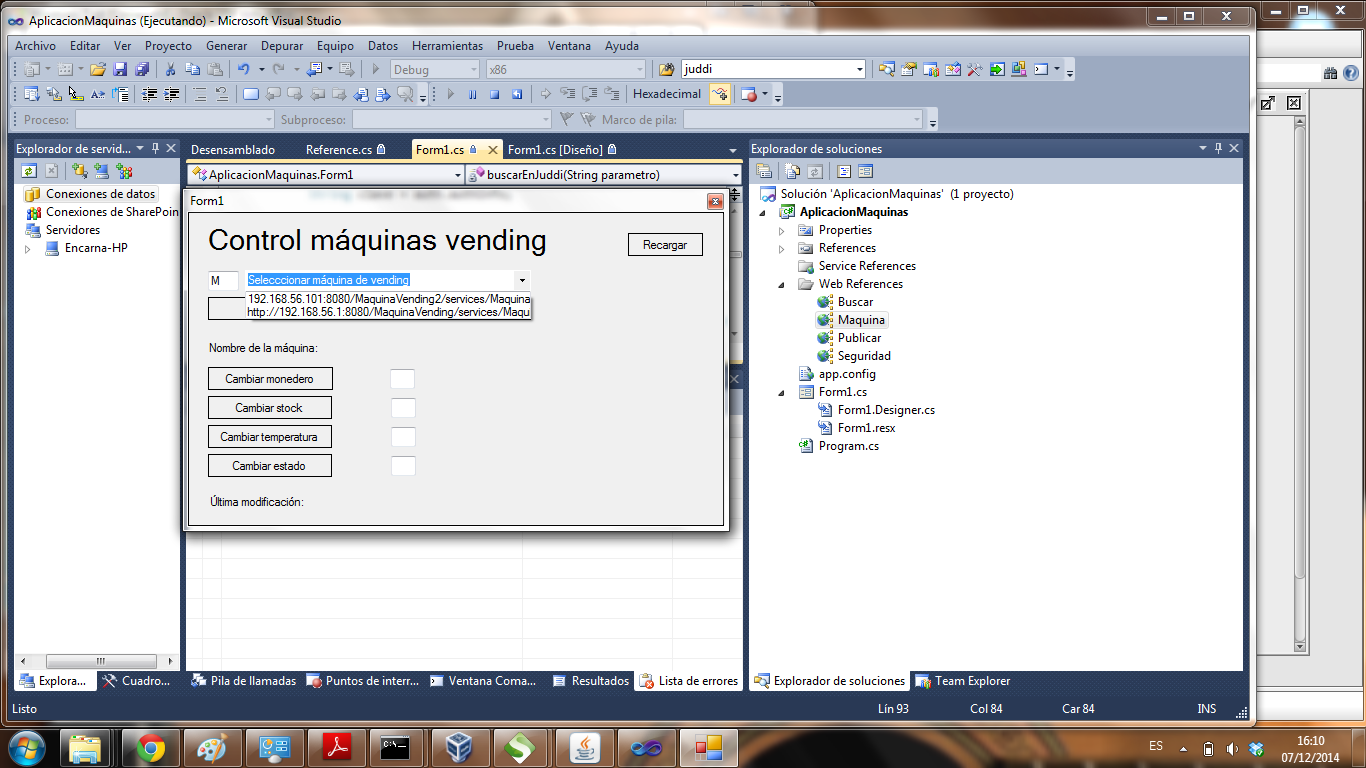 AplicacionMaquinas (Ejecutando) - Microsoft Visual Studio
Archivo Editar Ver Proyecto Generar Depurar Equipo Datos Herramientas Prueba Ventana Ayuda
Debug x86 juddi
Hexadecimal
Proceso: Subproceso: Marco de pila:
Explorador de servid...
Conexiones de datos
Conexiones de SharePoin
Servidores
Encarna-HP
Desensamblado Reference.cs Form1.cs Form1.cs [Diseño]
AplicacionMaquinas.Form1 buscarEnJuddi(String parametro)
Form1
Control máquinas vending
Recargar
M Selecccionar máquina de vending
192.168.56.101:8080/MaquinaVending2/services/Maquina
http://192.168.56.1:8080/MaquinaVending/services/Maqu
Nombre de la máquina:
Cambiar monedero
Cambiar stock
Cambiar temperatura
Cambiar estado
Última modificación:
Explorador de soluciones
Solución 'AplicacionMaquinas' (1 proyecto)
AplicacionMaquinas
Properties
References
Service References
Web References
Buscar
Maquina
Publicar
Seguridad
app.config
Form1.cs
Form1.Designer.cs
Form1.resx
Program.cs
Explora... Cuadro... Pila de llamadas Puntos de interr... Ventana Coma... Resultados Lista de errores Explorador de soluciones Team Explorer
Listo Lín 93 Col 84 Car 84 INS
ES 16:10
07/12/2014